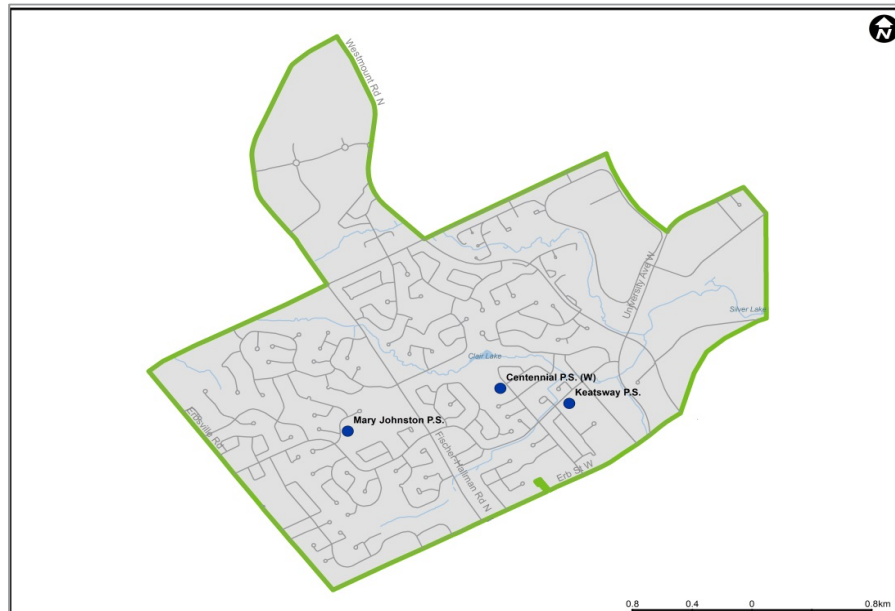 N
Westmount Rd N
University Ave W
Silver Lake
Clair Lake
Centennial P.S. (W)
Keatsway P.S.
Mary Johnston P.S.
Erbsville Rd
Fischer-Hallman Rd N
Erb St W
0.8 0.4 0 0.8km